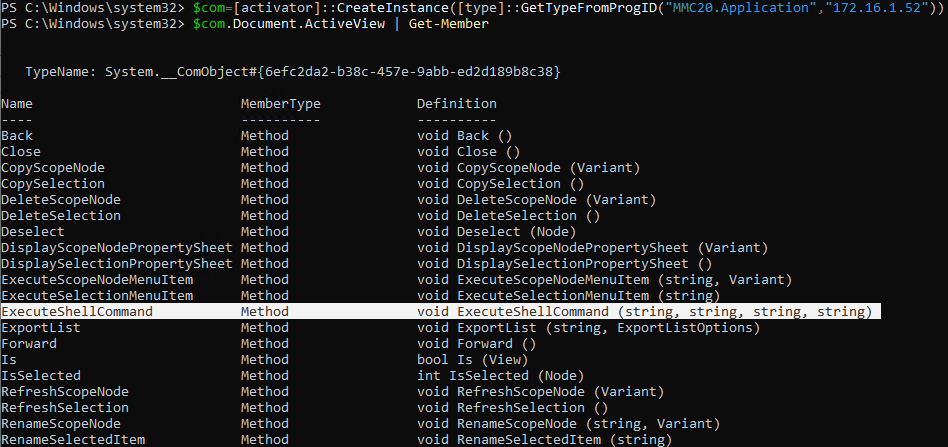 PS C:\Windows\system32> $com=[activator]::CreateInstance([type]::GetTypeFromProgID("MMC20.Application","172.16.1.52"))
PS C:\Windows\system32> $com.Document.ActiveView | Get-Member
TypeName: System.__ComObject#{6efc2da2-b38c-457e-9abb-ed2d189b8c38}
Name MemberType Definition
---- ---------- ----------
Back Method void Back ()
Close Method void Close ()
CopyScopeNode Method void CopyScopeNode (Variant)
CopySelection Method void CopySelection ()
DeleteScopeNode Method void DeleteScopeNode (Variant)
DeleteSelection Method void DeleteSelection ()
Deselect Method void Deselect (Node)
DisplayScopeNodePropertySheet Method void DisplayScopeNodePropertySheet (Variant)
DisplaySelectionPropertySheet Method void DisplaySelectionPropertySheet ()
ExecuteScopeNodeMenuItem Method void ExecuteScopeNodeMenuItem (string, Variant)
ExecuteSelectionMenuItem Method void ExecuteSelectionMenuItem (string)
ExecuteShellCommand Method void ExecuteShellCommand (string, string, string, string)
ExportList Method void ExportList (string, ExportListOptions)
Forward Method void Forward ()
Is Method bool Is (View)
IsSelected Method int IsSelected (Node)
RefreshScopeNode Method void RefreshScopeNode (Variant)
RefreshSelection Method void RefreshSelection ()
RenameScopeNode Method void RenameScopeNode (string, Variant)
RenameSelectedItem Method void RenameSelectedItem (string)